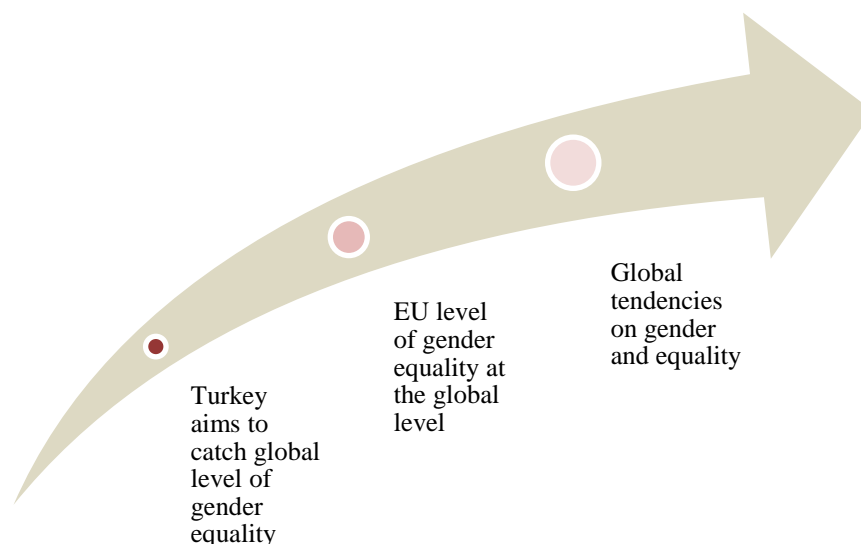 Turkey
aims to
catch global
level of
gender
equality
EU level
of gender
equality at
the global
level
Global
tendencies
on gender
and equality